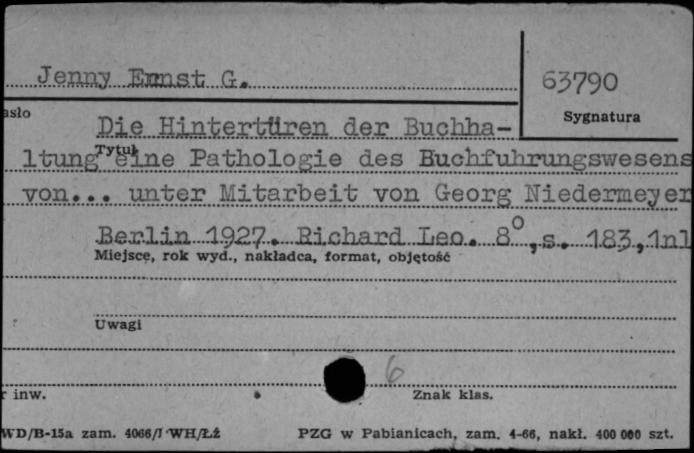 Jenny Ernst G.
63790
asło
Sygnatura
Die Hintertüren der Buchha-
Tytuł
ltung eine Pathologie des Buchfuhrungswesens
von... unter Mitarbeit von Georg Niedermeyer
Berlin 1927. Richard Leo. 8°, s. 183, 1nl
Miejsce, rok wyd., nakładca, format, objętość
Uwagi
6
r inw.
Znak klas.
WD/B-15a zam. 4066/I WH/Łź
PZG w Pabianicach, zam. 4-66, nakł. 400 000 szt.